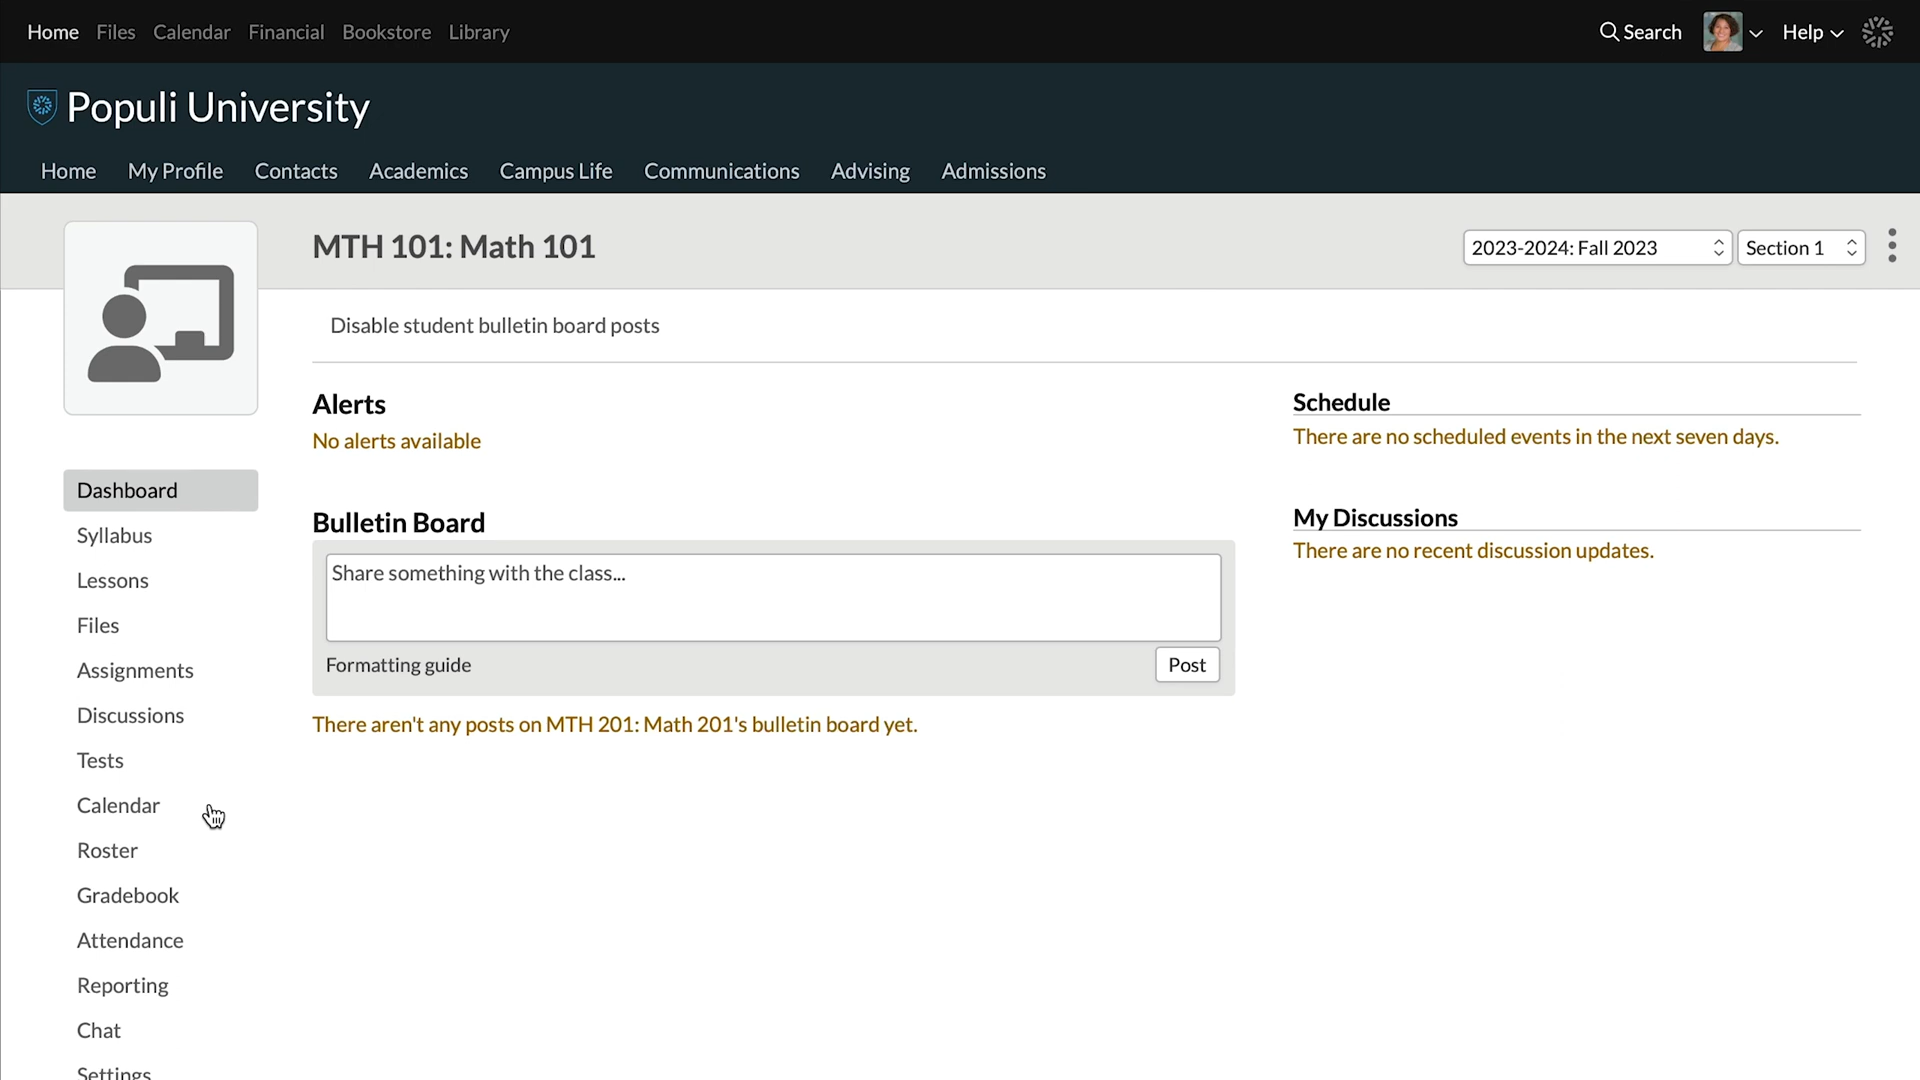 Home Files Calendar Financial Bookstore Library
Search Help
Populi University
Home My Profile Contacts Academics Campus Life Communications Advising Admissions
MTH 101: Math 101
2023-2024: Fall 2023 Section 1
Disable student bulletin board posts
Alerts
No alerts available
Schedule
There are no scheduled events in the next seven days.
Dashboard
Syllabus
Lessons
Files
Assignments
Discussions
Tests
Calendar
Roster
Gradebook
Attendance
Reporting
Chat
Settings
Bulletin Board
Share something with the class...
Formatting guide
Post
There aren't any posts on MTH 201: Math 201's bulletin board yet.
My Discussions
There are no recent discussion updates.